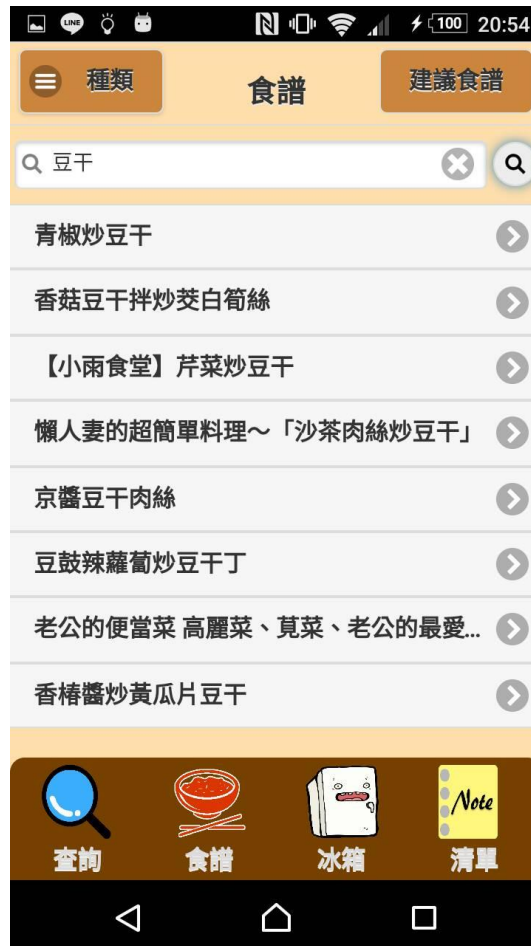 LINE
100 20:54
種類
食譜
建議食譜
豆干
青椒炒豆干
香菇豆干拌炒茭白筍絲
【小雨食堂】芹菜炒豆干
懶人妻的超簡單料理～「沙茶肉絲炒豆干」
京醬豆干肉絲
豆鼓辣蘿蔔炒豆干丁
老公的便當菜 高麗菜、莧菜、老公的最愛...
香椿醬炒黃瓜片豆干
Note
查詢
食譜
冰箱
清單